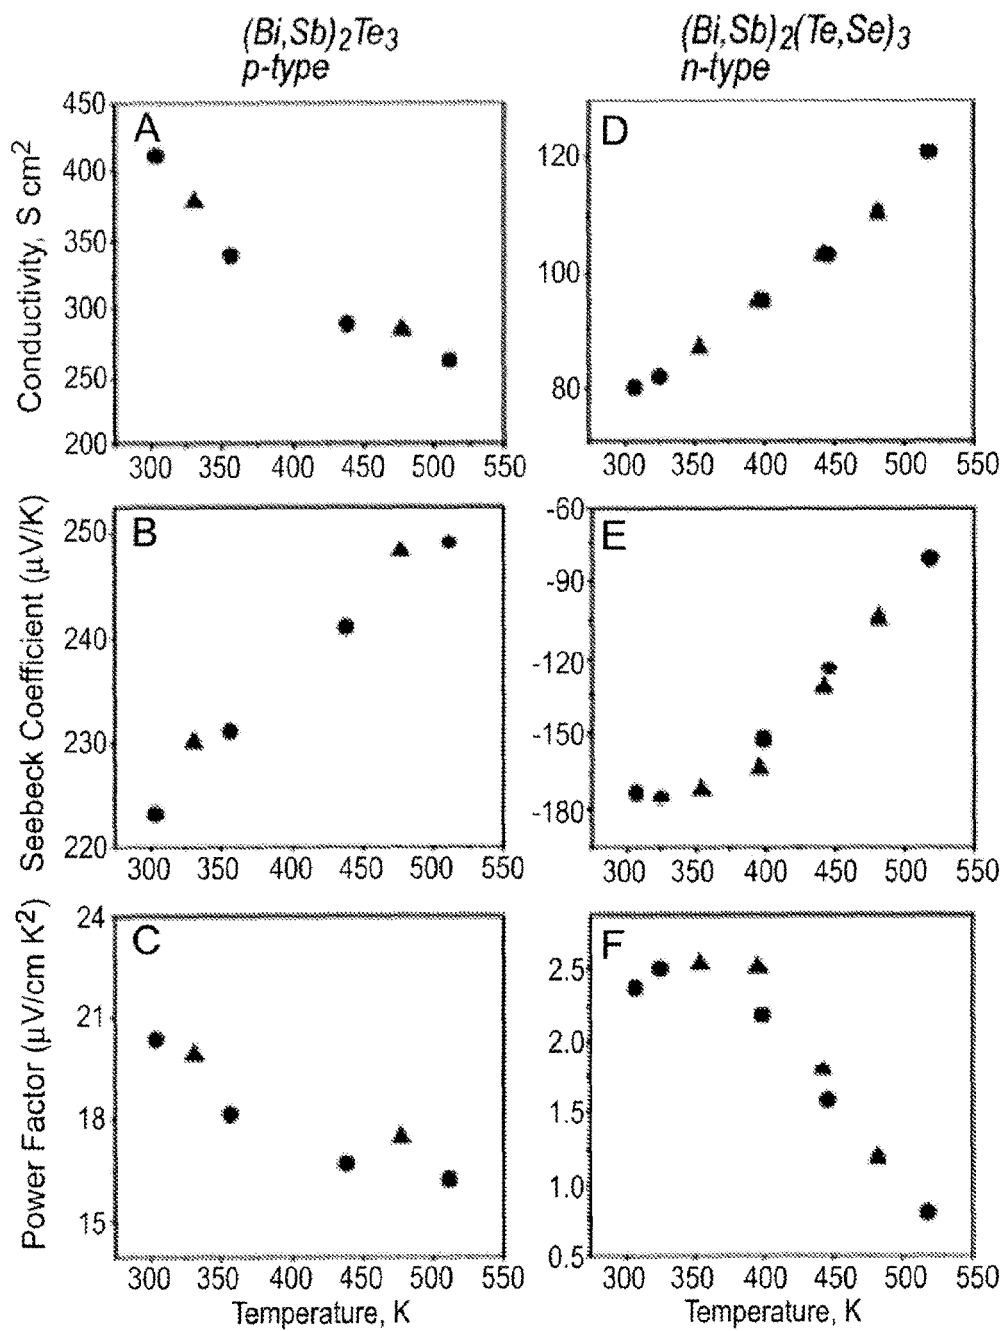 (Bi,Sb)2Te3
p-type
(Bi,Sb)2(Te,Se)3
n-type
A
Conductivity, S cm2
450
400
350
300
250
200
300 350 400 450 500 550
D
120
100
80
300 350 400 450 500 550
B
Seebeck Coefficient (µV/K)
250
240
230
220
300 350 400 450 500 550
E
-60
-90
-120
-150
-180
300 350 400 450 500 550
C
Power Factor (µV/cm K2)
24
21
18
15
300 350 400 450 500 550
Temperature, K
F
2.5
2.0
1.5
1.0
0.5
300 350 400 450 500 550
Temperature, K